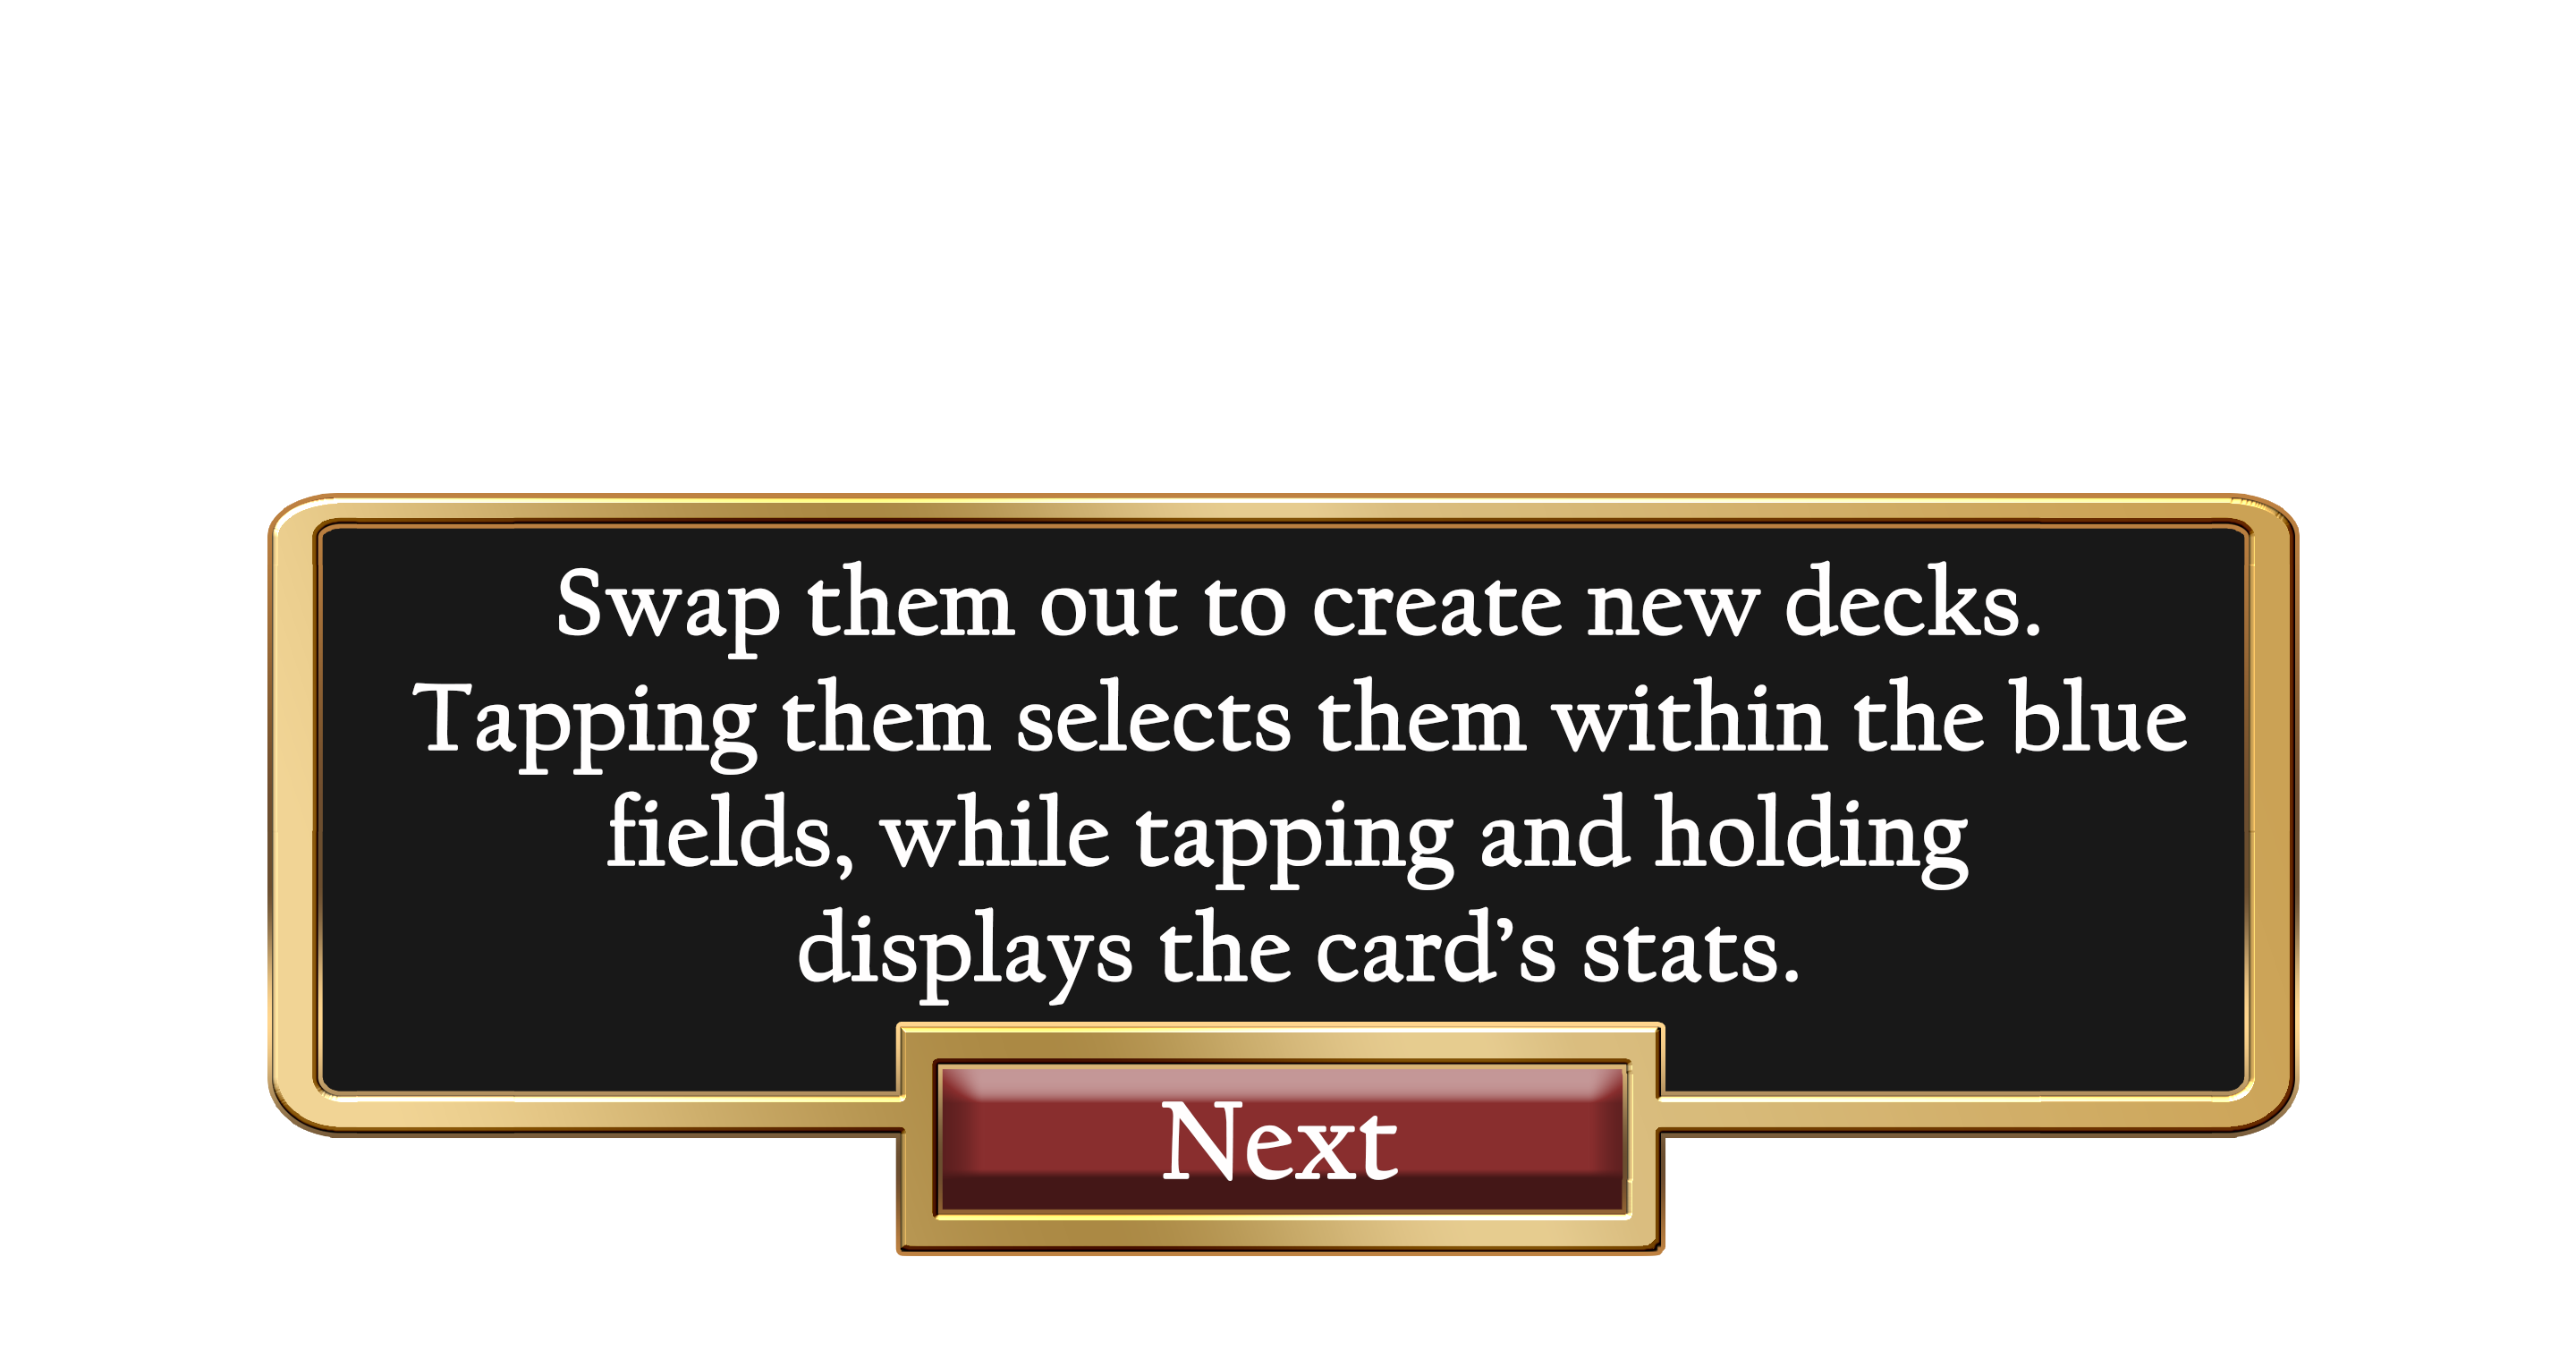 Swap them out to create new decks.
Tapping them selects them within the blue
fields, while tapping and holding
displays the card’s stats.
Next